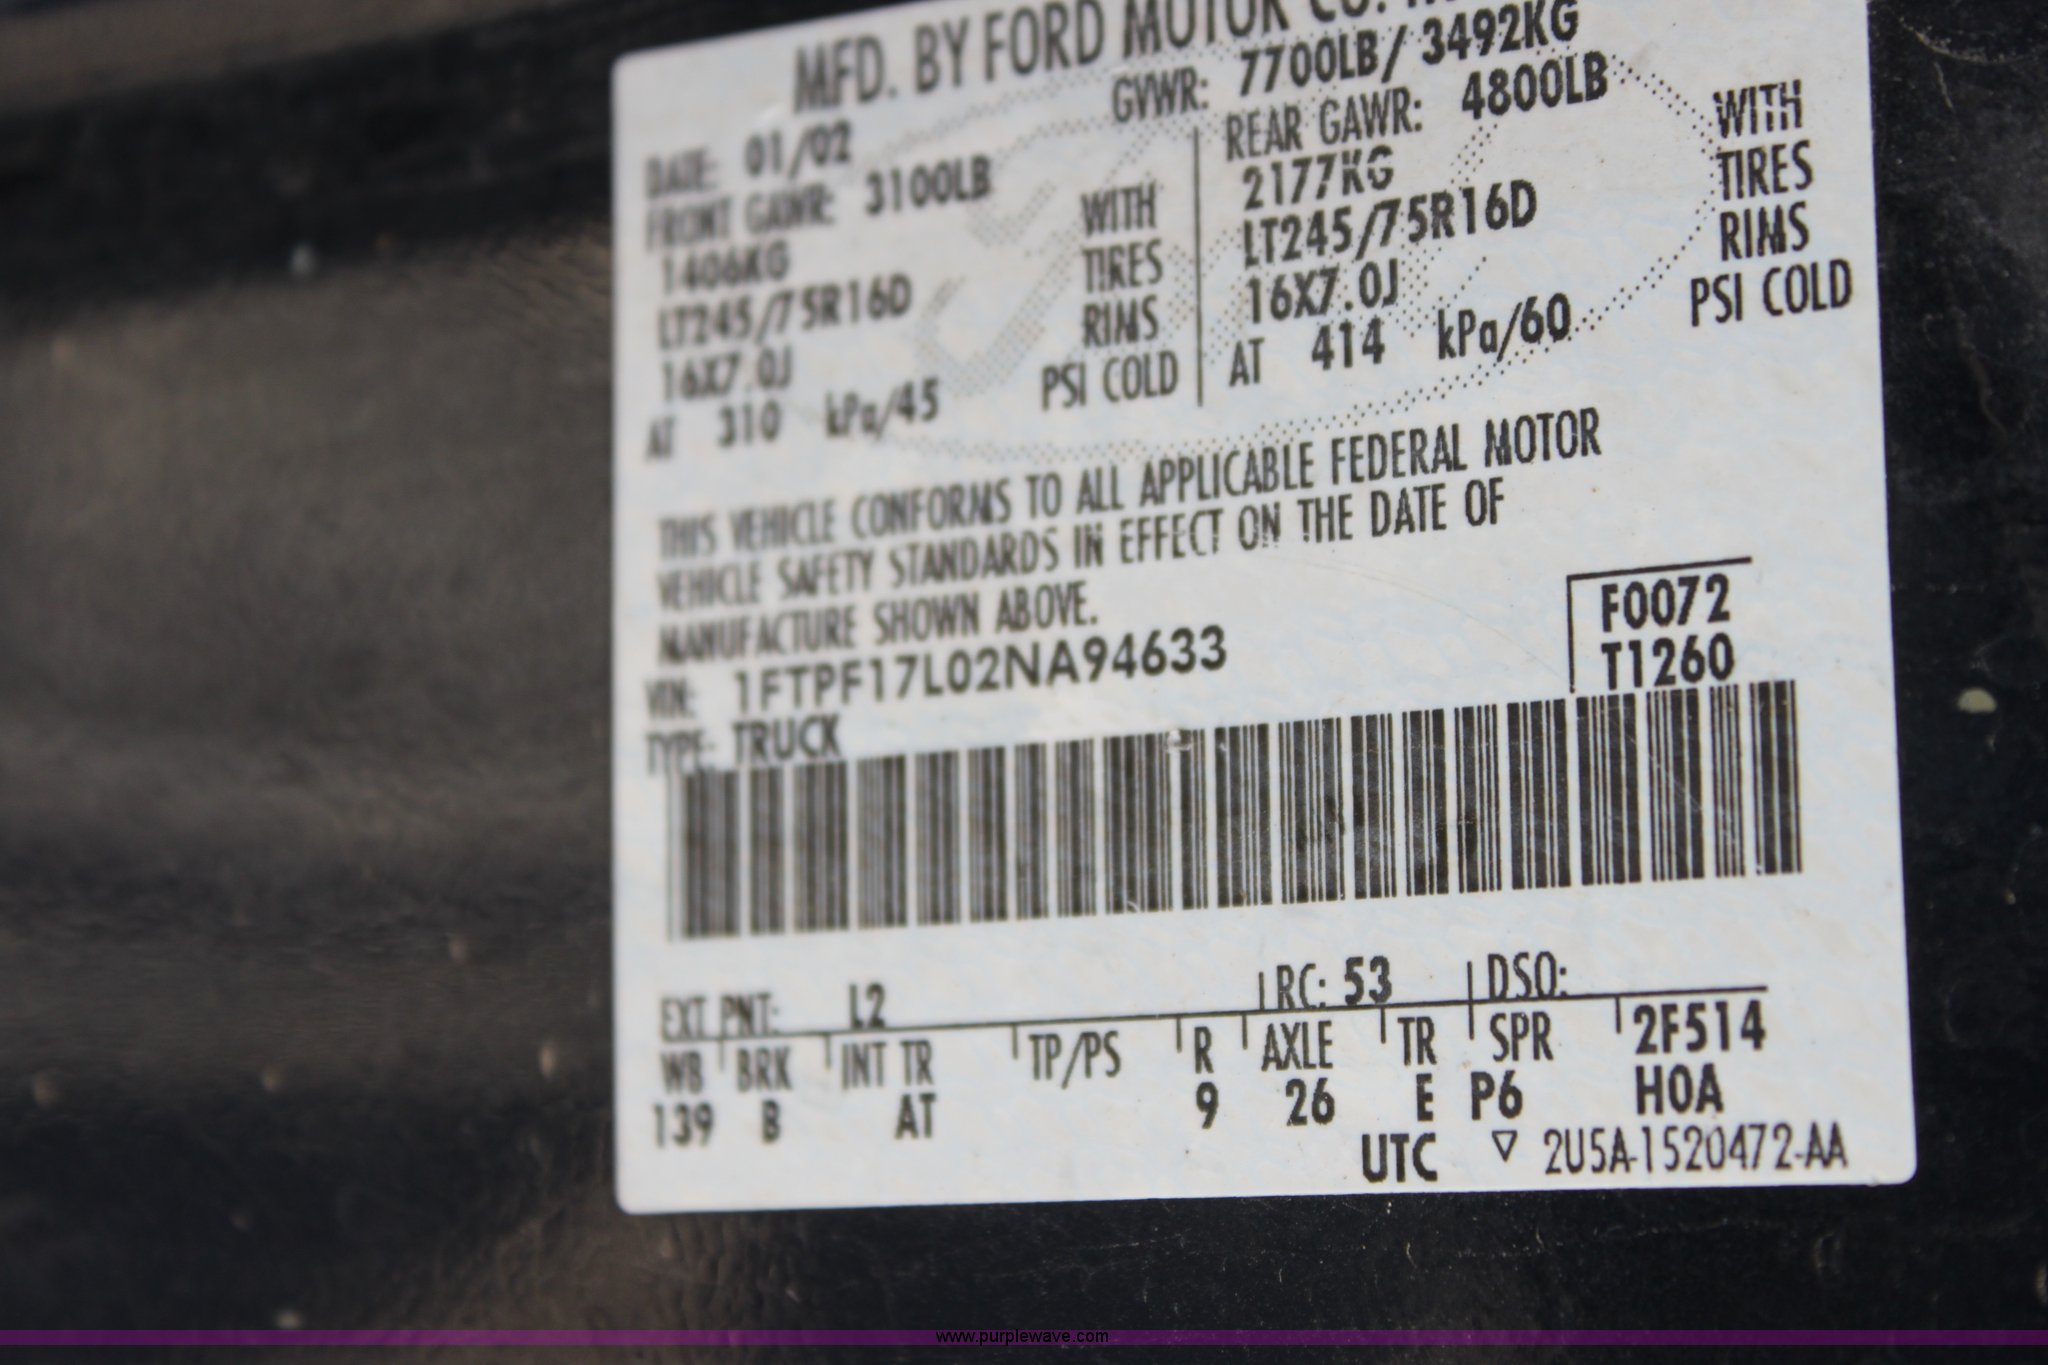 MFD. BY FORD MOTOR CO.
GVWR: 7700LB/ 3492KG
DATE: 01/02
FRONT GAWR: 3100LB
1406KG WITH
LT245/75R16D TIRES
16X7.0J RIMS
AT 310 kPa/45 PSI COLD
REAR GAWR: 4800LB
2177KG WITH
LT245/75R16D TIRES
16X7.0J RIMS
AT 414 kPa/60 PSI COLD
THIS VEHICLE CONFORMS TO ALL APPLICABLE FEDERAL MOTOR
VEHICLE SAFETY STANDARDS IN EFFECT ON THE DATE OF
MANUFACTURE SHOWN ABOVE.
F0072
T1260
VIN: 1FTPF17L02NA94633
TYPE: TRUCK
EXT PNT: L2 RC: 53 DSO:
WB BRK INT TR TP/PS R AXLE TR SPR 2F514
139 B AT 9 26 E P6 H0A
UTC ▽ 2U5A-1520472-AA
www.purplewave.com